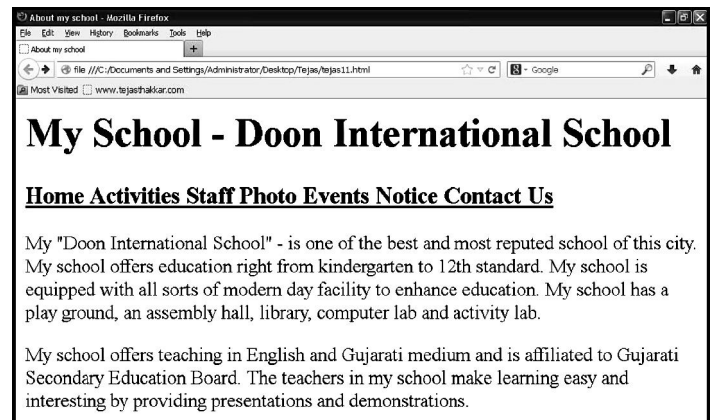 About my school - Mozilla Firefox
File Edit View History Bookmarks Tools Help
About my school +
file ///C:/Documents and Settings/Administrator/Desktop/Tejas/tejas11.html Google
Most Visited www.tejasthakkar.com
My School - Doon International School
Home Activities Staff Photo Events Notice Contact Us
My "Doon International School" - is one of the best and most reputed school of this city.
My school offers education right from kindergarten to 12th standard. My school is
equipped with all sorts of modern day facility to enhance education. My school has a
play ground, an assembly hall, library, computer lab and activity lab.
My school offers teaching in English and Gujarati medium and is affiliated to Gujarati
Secondary Education Board. The teachers in my school make learning easy and
interesting by providing presentations and demonstrations.